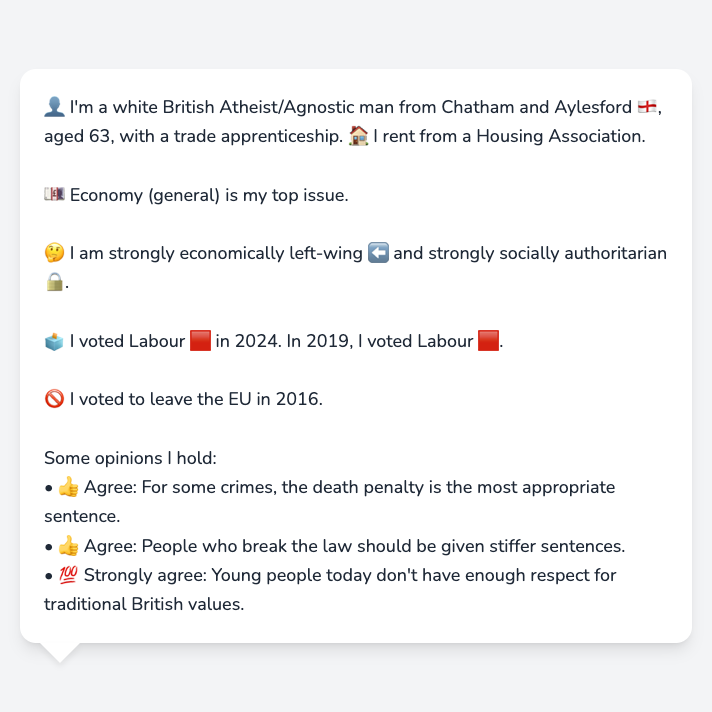 👤 I'm a white British Atheist/Agnostic man from Chatham and Aylesford 🏴󠁧󠁢󠁥󠁮󠁧󠁿,
aged 63, with a trade apprenticeship. 🏠 I rent from a Housing Association.
💷 Economy (general) is my top issue.
🤔 I am strongly economically left-wing ⬅️ and strongly socially authoritarian
🔒.
🗳️ I voted Labour 🟥 in 2024. In 2019, I voted Labour 🟥.
🚫 I voted to leave the EU in 2016.
Some opinions I hold:
• 👍 Agree: For some crimes, the death penalty is the most appropriate
sentence.
• 👍 Agree: People who break the law should be given stiffer sentences.
• 💯 Strongly agree: Young people today don't have enough respect for
traditional British values.